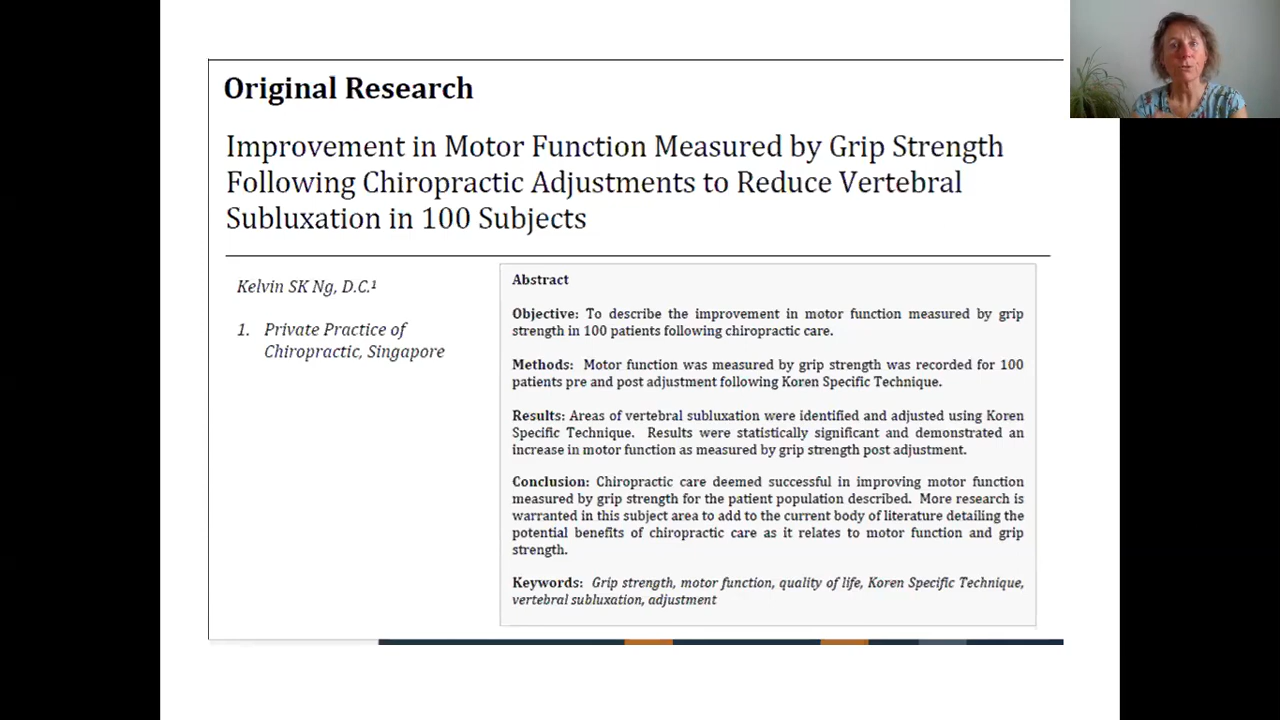 Original Research
Improvement in Motor Function Measured by Grip Strength
Following Chiropractic Adjustments to Reduce Vertebral
Subluxation in 100 Subjects
Kelvin SK Ng, D.C.¹
1. Private Practice of
Chiropractic, Singapore
Abstract
Objective: To describe the improvement in motor function measured by grip
strength in 100 patients following chiropractic care.
Methods: Motor function was measured by grip strength was recorded for 100
patients pre and post adjustment following Koren Specific Technique.
Results: Areas of vertebral subluxation were identified and adjusted using Koren
Specific Technique. Results were statistically significant and demonstrated an
increase in motor function as measured by grip strength post adjustment.
Conclusion: Chiropractic care deemed successful in improving motor function
measured by grip strength for the patient population described. More research is
warranted in this subject area to add to the current body of literature detailing the
potential benefits of chiropractic care as it relates to motor function and grip
strength.
Keywords: Grip strength, motor function, quality of life, Koren Specific Technique,
vertebral subluxation, adjustment